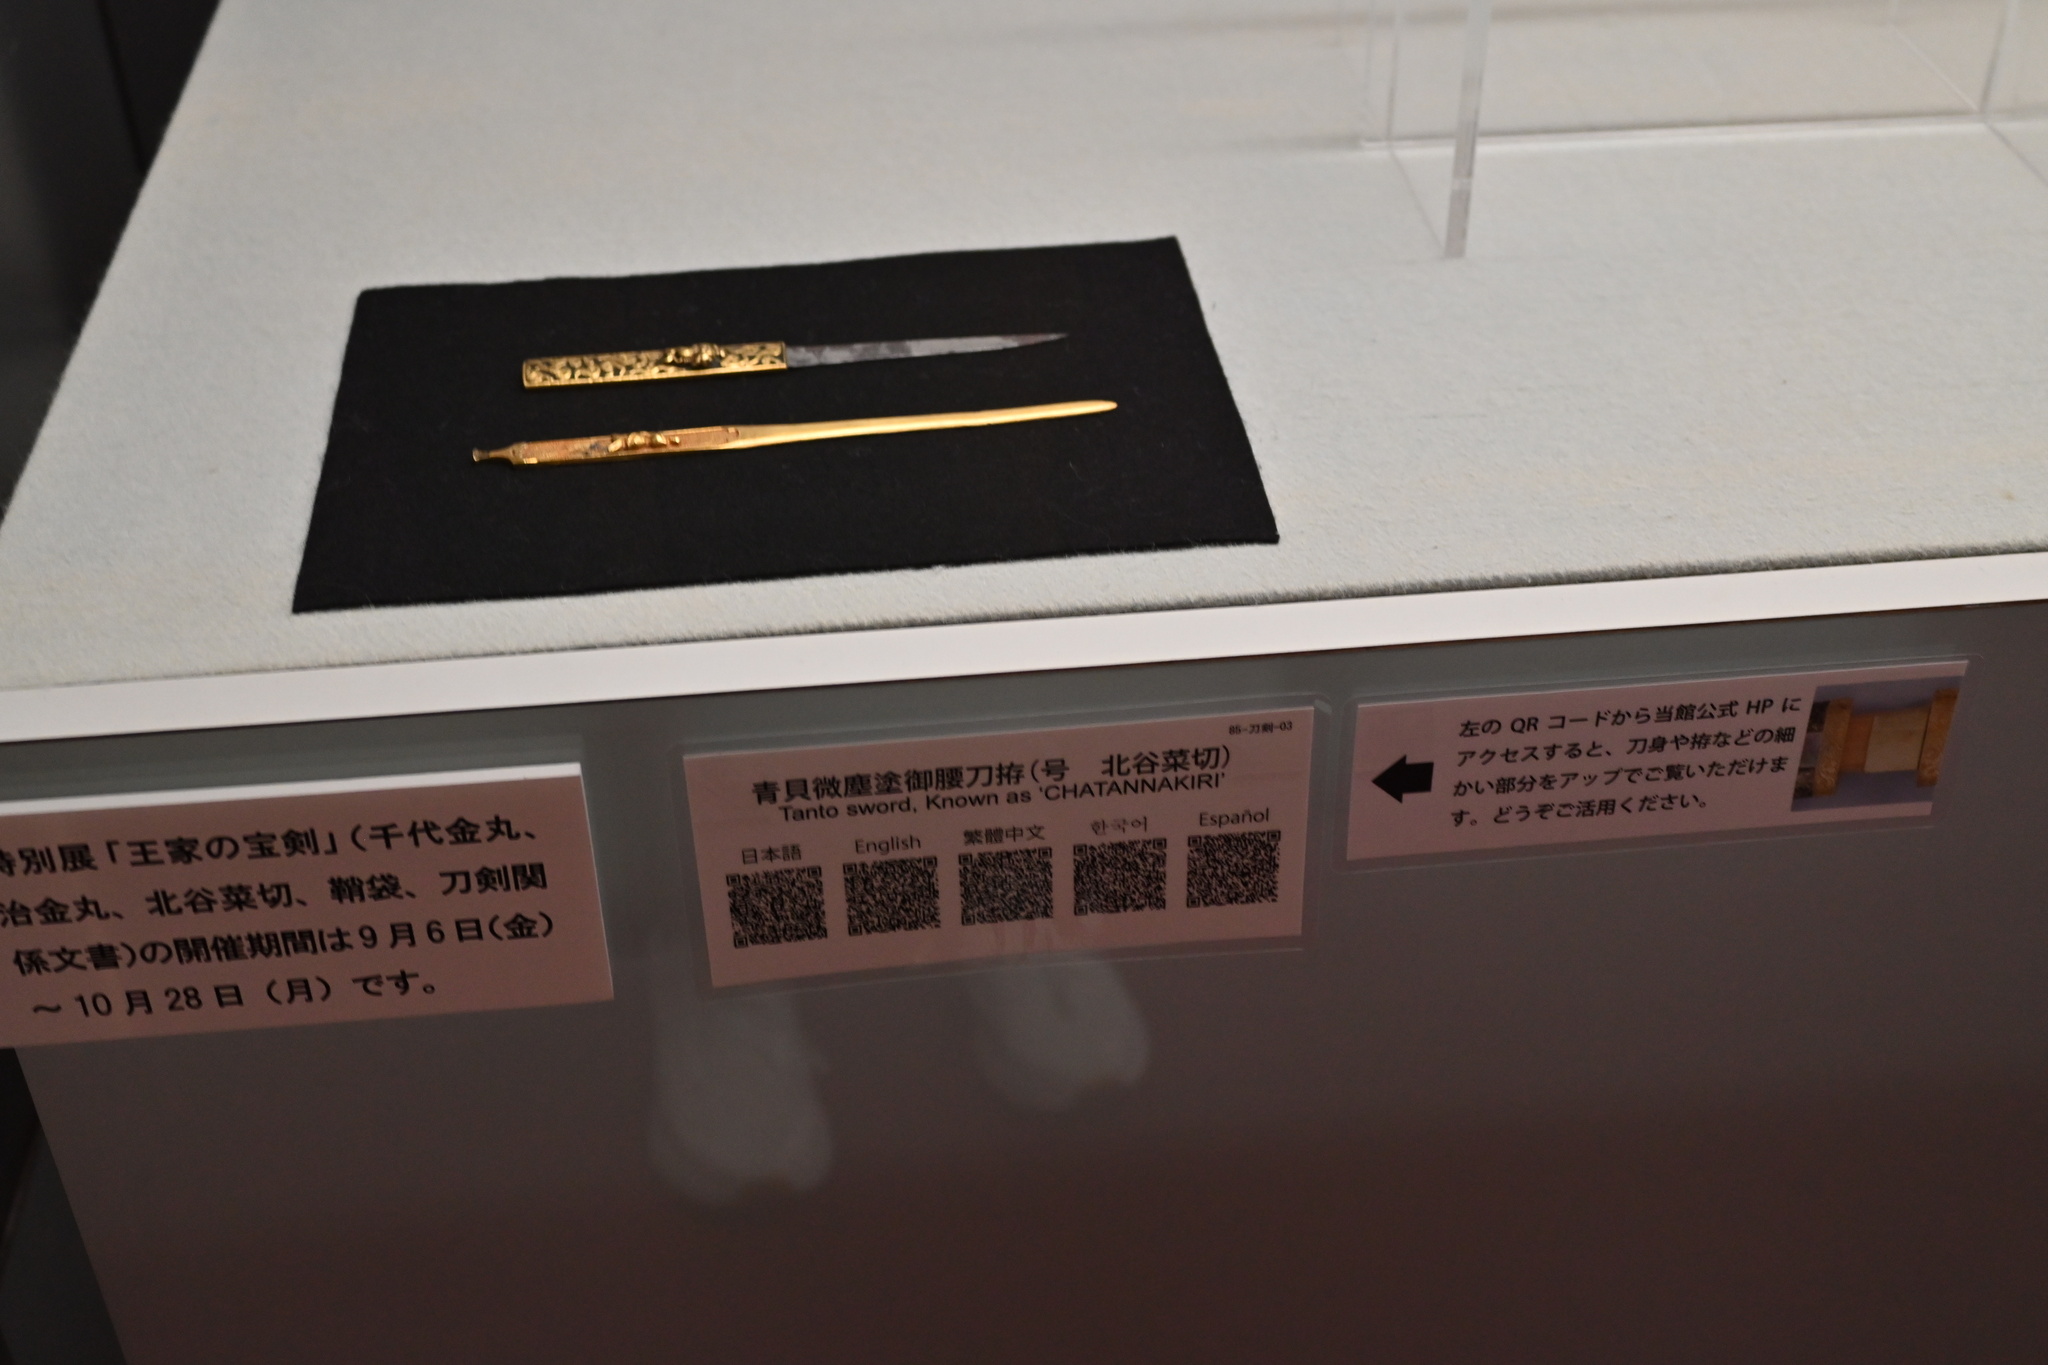 特別展「王家の宝剣」（千代金丸、
治金丸、北谷菜切、鞘袋、刀剣関
係文書）の開催期間は9月6日（金）
～10月28日（月）です。
85-刀剣-03
青貝微塵塗御腰刀拵（号　北谷菜切）
Tanto sword, Known as 'CHATANNAKIRI'
日本語 English 繁體中文 한국어 Español
左の QR コードから当館公式 HP に
アクセスすると、刀身や拵などの細
かい部分をアップでご覧いただけま
す。どうぞご活用ください。